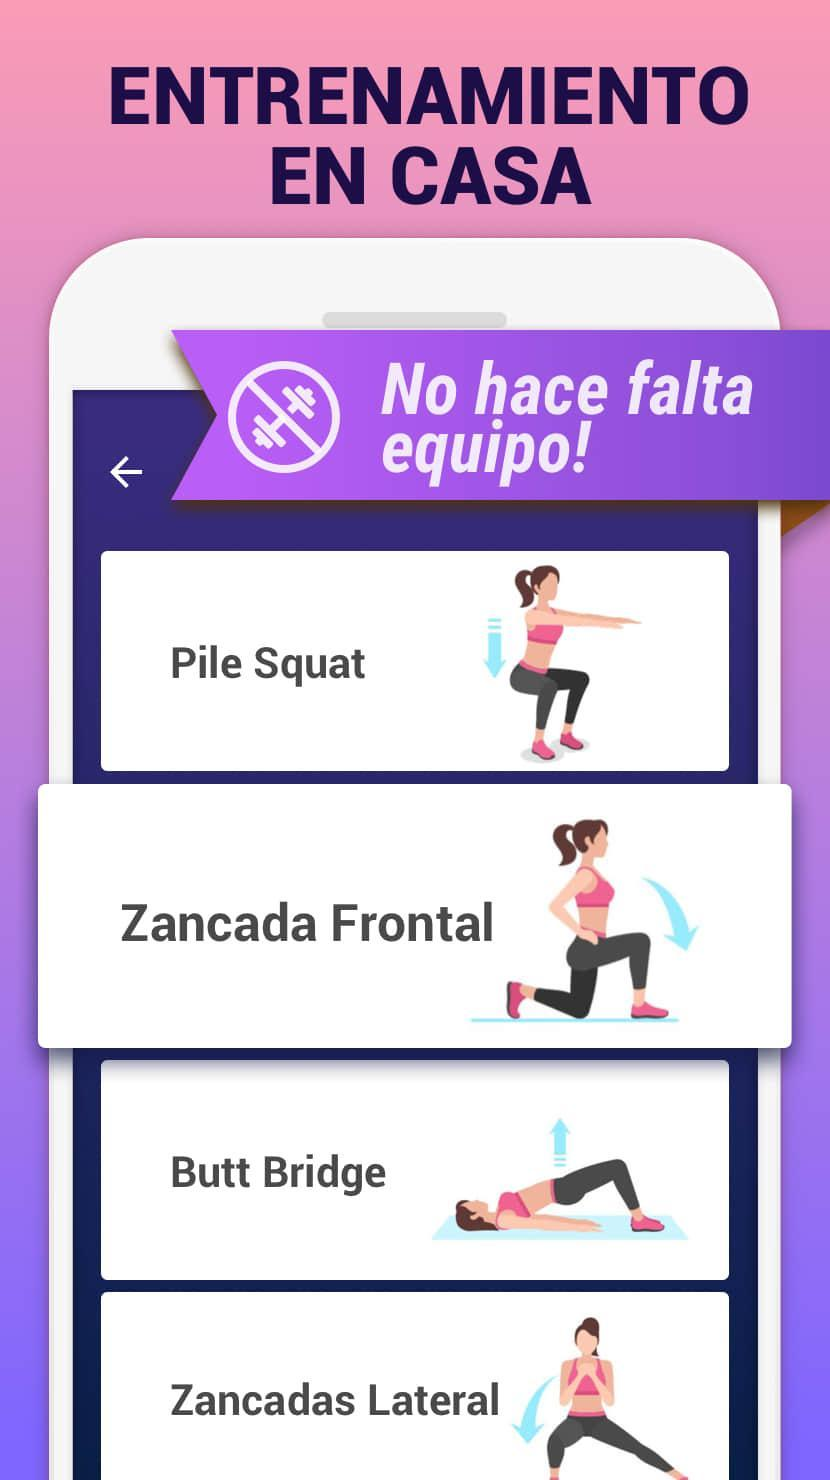 ENTRENAMIENTO
EN CASA
No hace falta
equipo!
Pile Squat
Zancada Frontal
Butt Bridge
Zancadas Lateral